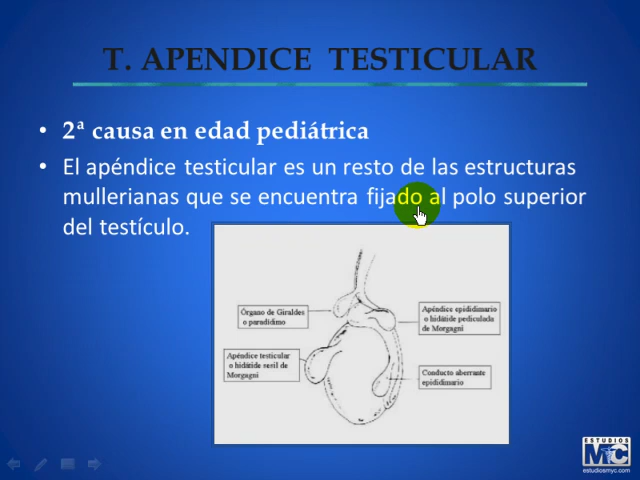 T. APENDICE TESTICULAR
• 2ª causa en edad pediátrica
• El apéndice testicular es un resto de las estructuras
mullerianas que se encuentra fijado al polo superior
del testículo.
Órgano de Giraldes
o paradídimo
Apéndice epididimario
o hidátide pediculada
de Morgagni
Apéndice testicular
o hidátide sesil de
Morgagni
Conducto aberrante
epididimario
ESTUDIOS
MyC
estudiosmyc.com